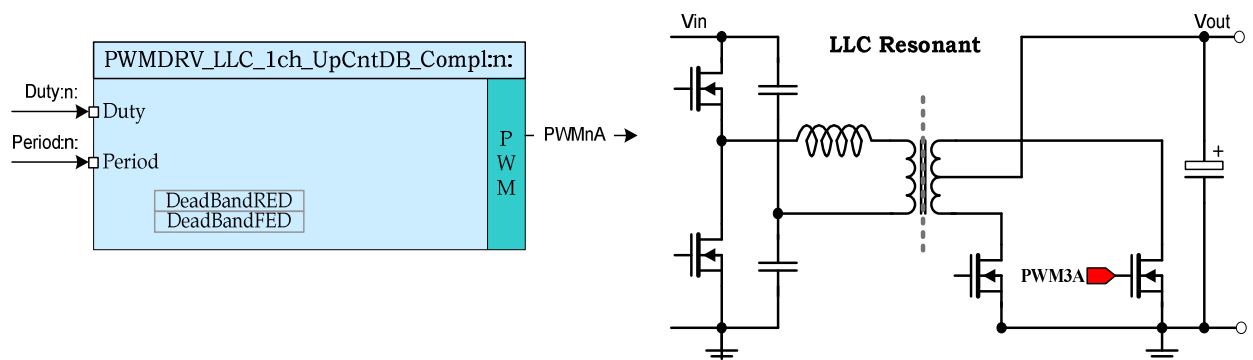 PWMDRV_LLC_1ch_UpCntDB_Compl:n:
Duty:n:
Duty
Period:n:
Period
DeadBandRED
DeadBandFED
P
W
M
PWMnA
Vin
LLC Resonant
Vout
+
PWM3A